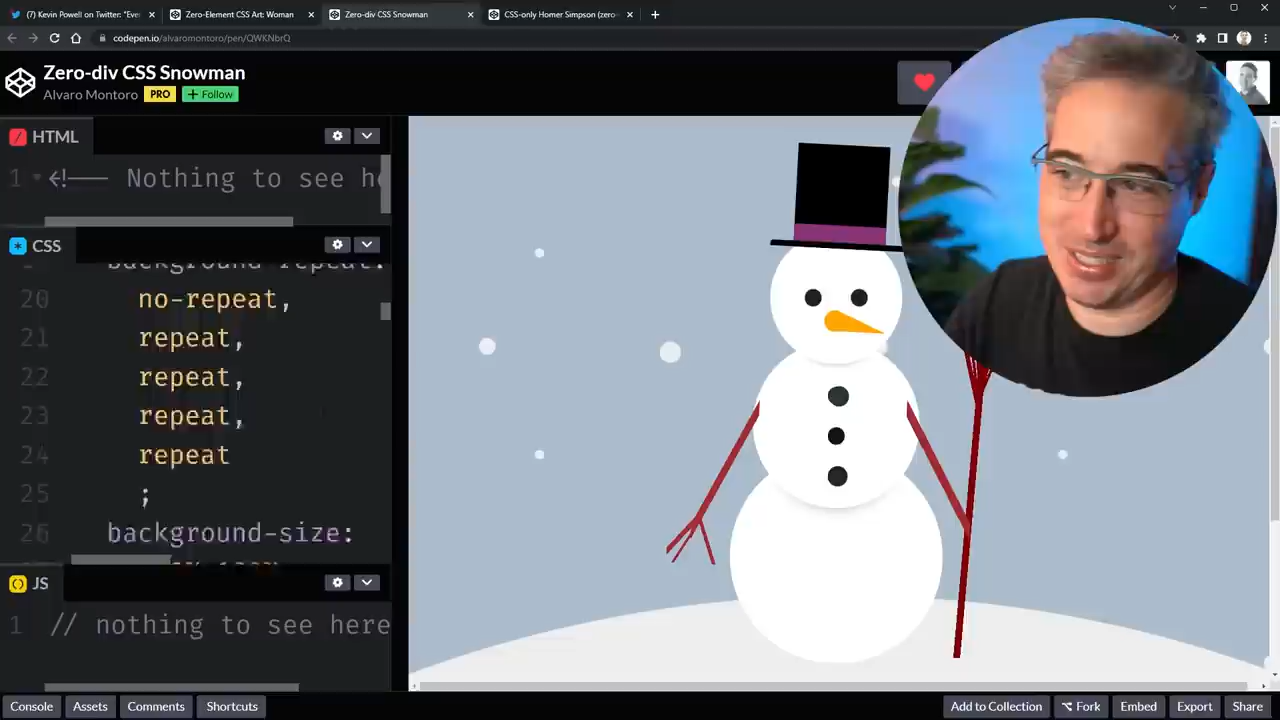 (7) Kevin Powell on Twitter: "Ever
Zero-Element CSS Art: Woman
Zero-div CSS Snowman
CSS-only Homer Simpson (zero-
codepen.io/alvaromontoro/pen/QWKNbrQ
Zero-div CSS Snowman
Alvaro Montoro PRO + Follow
HTML
1 <!-- Nothing to see he
CSS
background-repeat:
20 no-repeat,
21 repeat,
22 repeat,
23 repeat,
24 repeat
25 ;
26 background-size:
JS
1 // nothing to see here
Console Assets Comments Shortcuts
Add to Collection Fork Embed Export Share